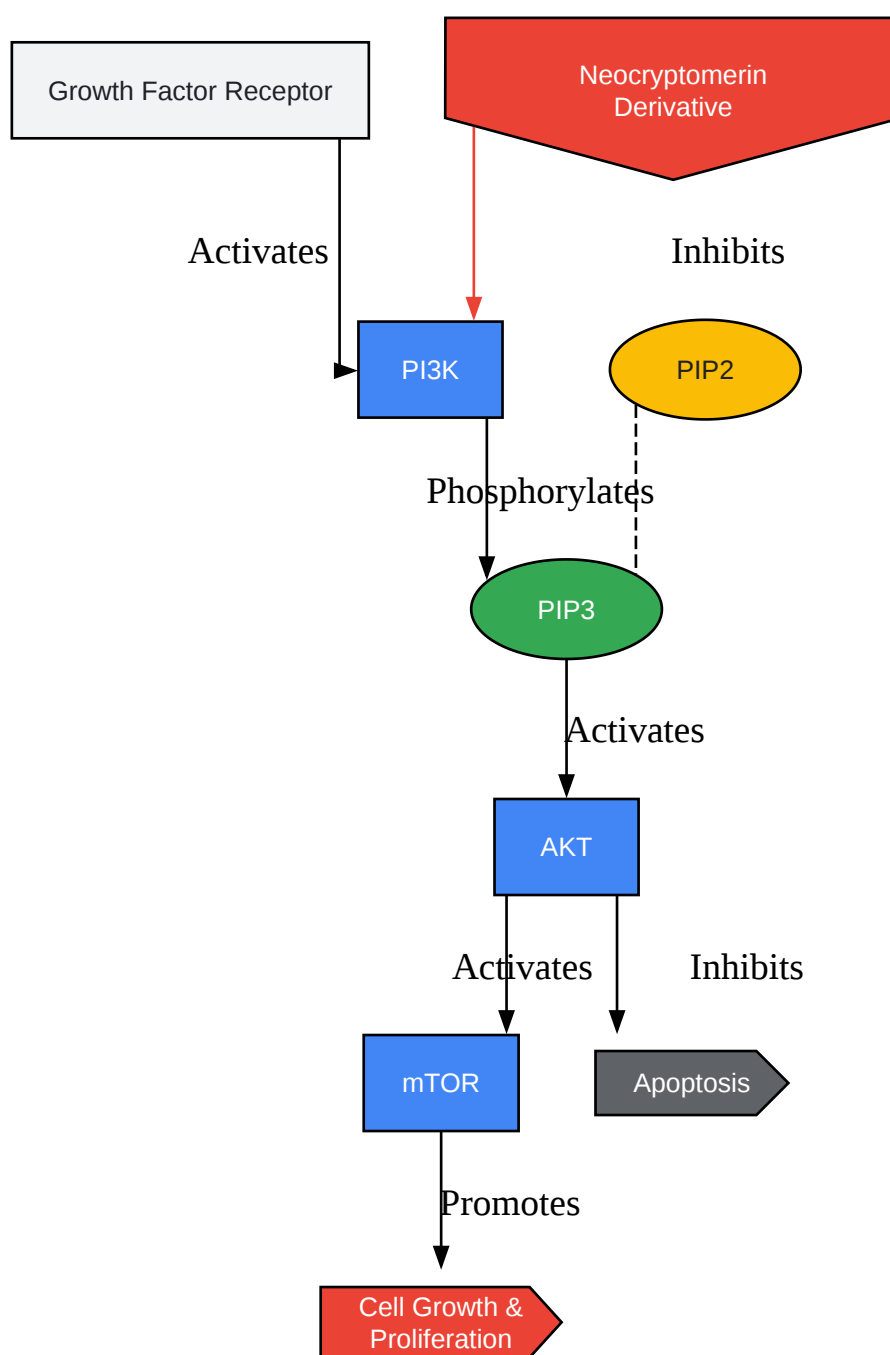 Growth Factor Receptor
Neocryptomerin
Derivative
Activates
Inhibits
PI3K
PIP2
Phosphorylates
PIP3
Activates
AKT
Activates
Inhibits
mTOR
Apoptosis
Promotes
Cell Growth &
Proliferation